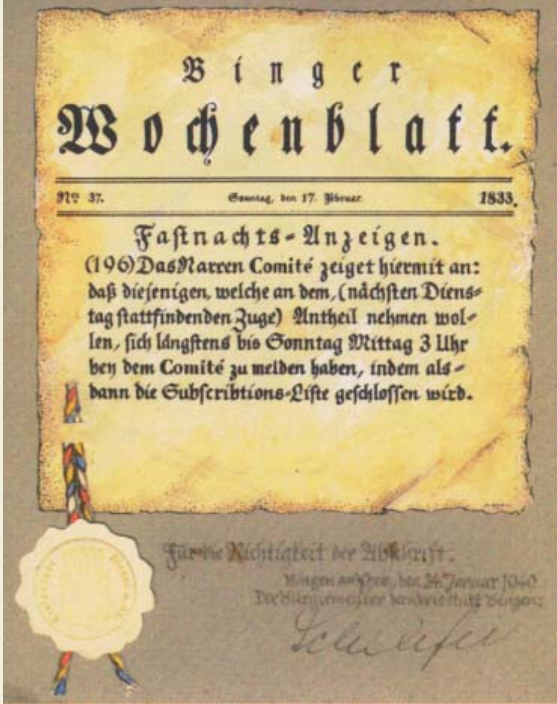 Binger
Wochenblatt.
No 37. Sonntag, den 17. Februar. 1833.
Fastnachts-Anzeigen.
(196) Das Narren Comité zeiget hiermit an:
daß diejenigen, welche an dem, (nächsten Diens-
tag stattfindenden Zuge) Antheil nehmen wol-
len, sich längstens bis Sonntag Mittag 3 Uhr
bey dem Comité zu melden haben, indem als-
dann die Subscribtions-Liste geschlossen wird.
Für die Richtigkeit der Abschrift.
Bingen am Rhein, den 24. Januar 1940
Der Bürgermeister der Kreisstadt Bingen: